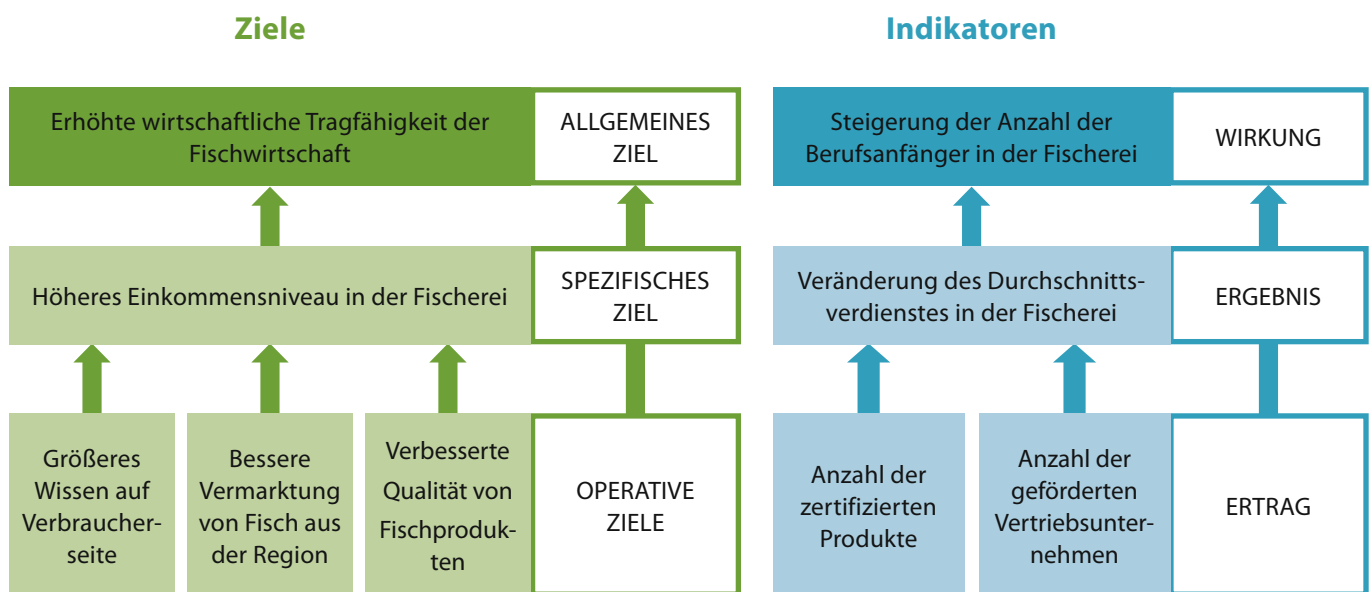 Ziele
Erhöhte wirtschaftliche Tragfähigkeit der
Fischwirtschaft
ALLGEMEINES
ZIEL
Höheres Einkommensniveau in der Fischerei
SPEZIFISCHES
ZIEL
Größeres
Wissen auf
Verbraucher-
seite
Bessere
Vermarktung
von Fisch aus
der Region
Verbesserte
Qualität von
Fischproduk-
ten
OPERATIVE
ZIELE
Indikatoren
Steigerung der Anzahl der
Berufsanfänger in der Fischerei
WIRKUNG
Veränderung des Durchschnitts-
verdienstes in der Fischerei
ERGEBNIS
Anzahl der
zertifizierten
Produkte
Anzahl der
geförderten
Vertriebsunter-
nehmen
ERTRAG